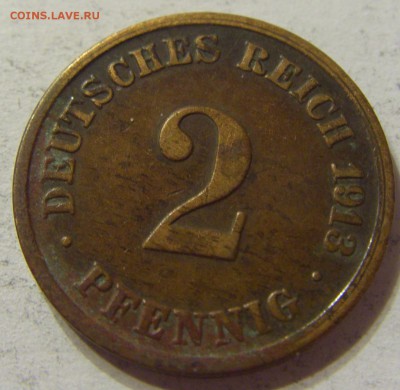 COINS.LAVE.RU
DEUTSCHES REICH 1913
2
· PFENNIG ·